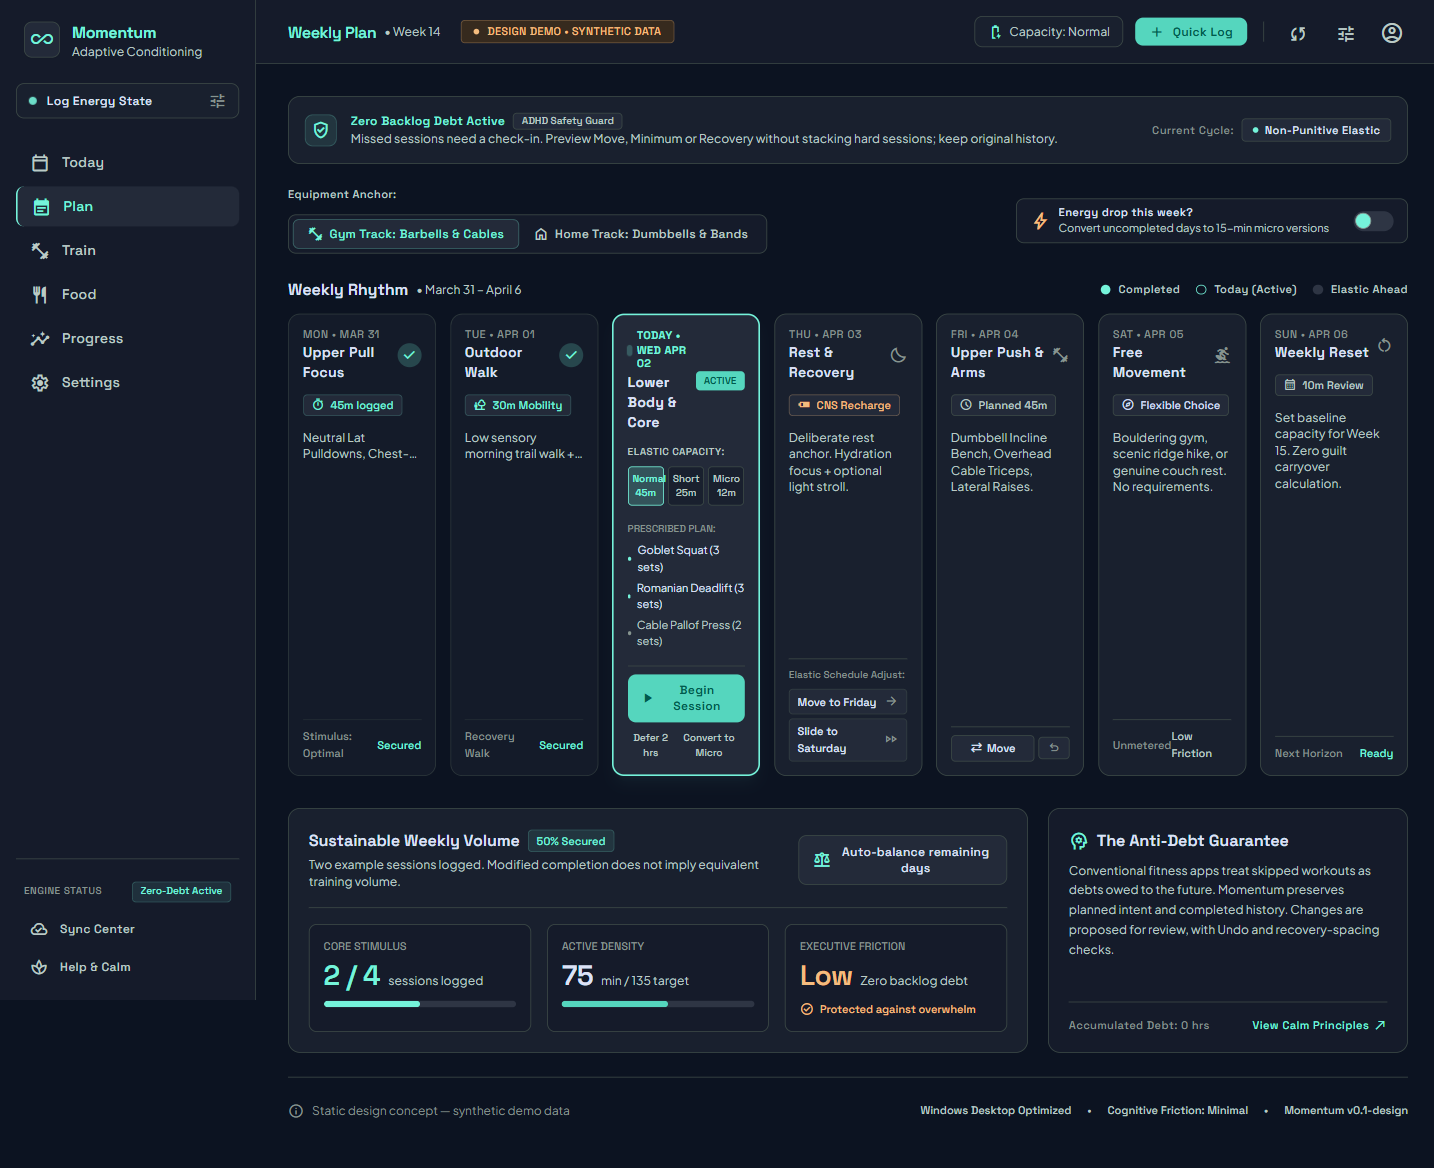 Momentum
Adaptive Conditioning
Log Energy State
Today
Plan
Train
Food
Progress
Settings
ENGINE STATUS
Zero-Debt Active
Sync Center
Help & Calm
Weekly Plan • Week 14
DESIGN DEMO • SYNTHETIC DATA
Capacity: Normal
Quick Log
Zero Backlog Debt Active
ADHD Safety Guard
Missed sessions need a check-in. Preview Move, Minimum or Recovery without stacking hard sessions; keep original history.
Current Cycle:
Non-Punitive Elastic
Equipment Anchor:
Gym Track: Barbells & Cables
Home Track: Dumbbells & Bands
Energy drop this week?
Convert uncompleted days to 15-min micro versions
Weekly Rhythm • March 31 – April 6
Completed
Today (Active)
Elastic Ahead
MON • MAR 31
Upper Pull
Focus
45m logged
Neutral Lat
Pulldowns, Chest-...
Stimulus:
Optimal
Secured
TUE • APR 01
Outdoor
Walk
30m Mobility
Low sensory
morning trail walk +...
Recovery
Walk
Secured
TODAY •
WED APR
02
Lower
Body &
Core
ACTIVE
ELASTIC CAPACITY:
Normal
45m
Short
25m
Micro
12m
PRESCRIBED PLAN:
Goblet Squat (3
sets)
Romanian Deadlift (3
sets)
Cable Pallof Press (2
sets)
Begin
Session
Defer 2
hrs
Convert to
Micro
THU • APR 03
Rest &
Recovery
CNS Recharge
Deliberate rest
anchor. Hydration
focus + optional
light stroll.
Elastic Schedule Adjust:
Move to Friday
Slide to
Saturday
FRI • APR 04
Upper Push &
Arms
Planned 45m
Dumbbell Incline
Bench, Overhead
Cable Triceps,
Lateral Raises.
Move
SAT • APR 05
Free
Movement
Flexible Choice
Bouldering gym,
scenic ridge hike, or
genuine couch rest.
No requirements.
Unmetered
Low
Friction
SUN • APR 06
Weekly Reset
10m Review
Set baseline
capacity for Week
15. Zero guilt
carryover
calculation.
Next Horizon
Ready
Sustainable Weekly Volume
50% Secured
Two example sessions logged. Modified completion does not imply equivalent
training volume.
Auto-balance remaining
days
CORE STIMULUS
2 / 4 sessions logged
ACTIVE DENSITY
75 min / 135 target
EXECUTIVE FRICTION
Low Zero backlog debt
Protected against overwhelm
The Anti-Debt Guarantee
Conventional fitness apps treat skipped workouts as
debts owed to the future. Momentum preserves
planned intent and completed history. Changes are
proposed for review, with Undo and recovery-spacing
checks.
Accumulated Debt: 0 hrs
View Calm Principles
Static design concept — synthetic demo data
Windows Desktop Optimized • Cognitive Friction: Minimal • Momentum v0.1-design